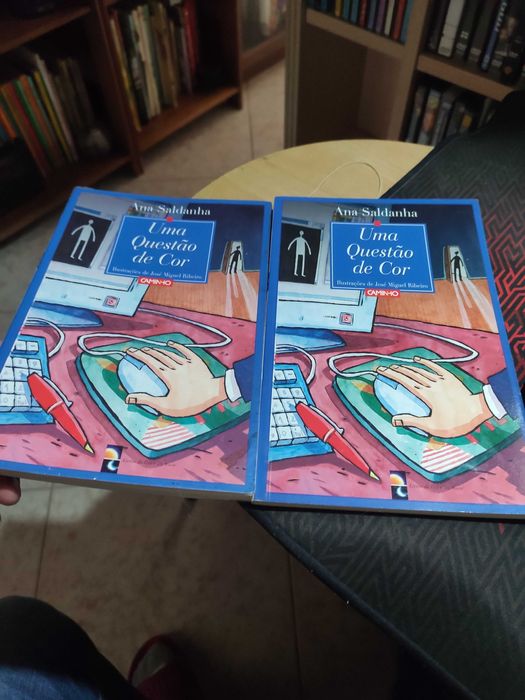 Ana Saldanha
Uma
Questão
de Cor
Ilustrações de José Miguel Ribeiro
CAMINHO
Ana Saldanha
Uma
Questão
de Cor
Ilustrações de José Miguel Ribeiro
CAMINHO